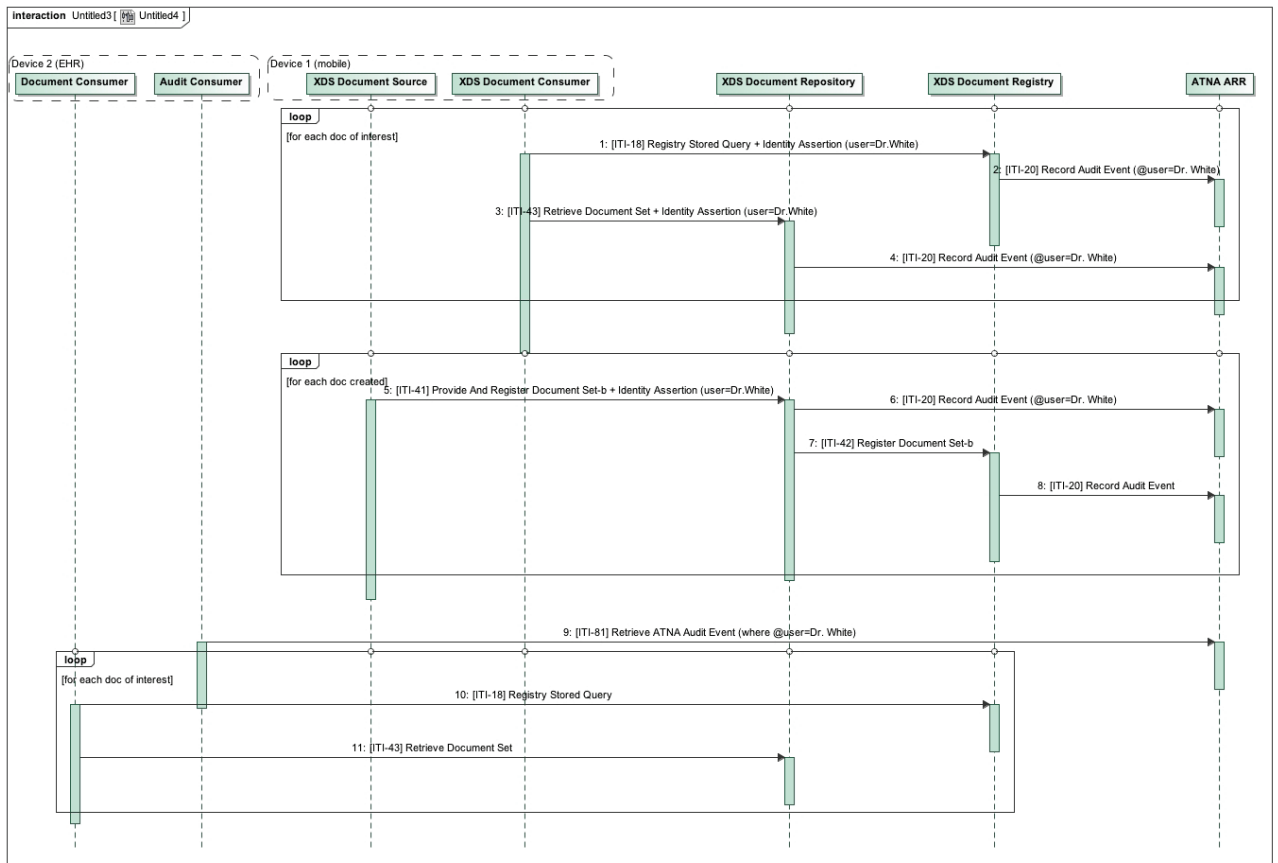 interaction Untitled3 [ Untitled4 ]
Device 2 (EHR)
Device 1 (mobile)
Document Consumer
Audit Consumer
XDS Document Source
XDS Document Consumer
XDS Document Repository
XDS Document Registry
ATNA ARR
loop
[for each doc of interest]
1: [ITI-18] Registry Stored Query + Identity Assertion (user=Dr.White)
2: [ITI-20] Record Audit Event (@user=Dr. White)
3: [ITI-43] Retrieve Document Set + Identity Assertion (user=Dr.White)
4: [ITI-20] Record Audit Event (@user=Dr. White)
loop
[for each doc created]
5: [ITI-41] Provide And Register Document Set-b + Identity Assertion (user=Dr.White)
6: [ITI-20] Record Audit Event (@user=Dr. White)
7: [ITI-42] Register Document Set-b
8: [ITI-20] Record Audit Event
9: [ITI-81] Retrieve ATNA Audit Event (where @user=Dr. White)
loop
[for each doc of interest]
10: [ITI-18] Registry Stored Query
11: [ITI-43] Retrieve Document Set